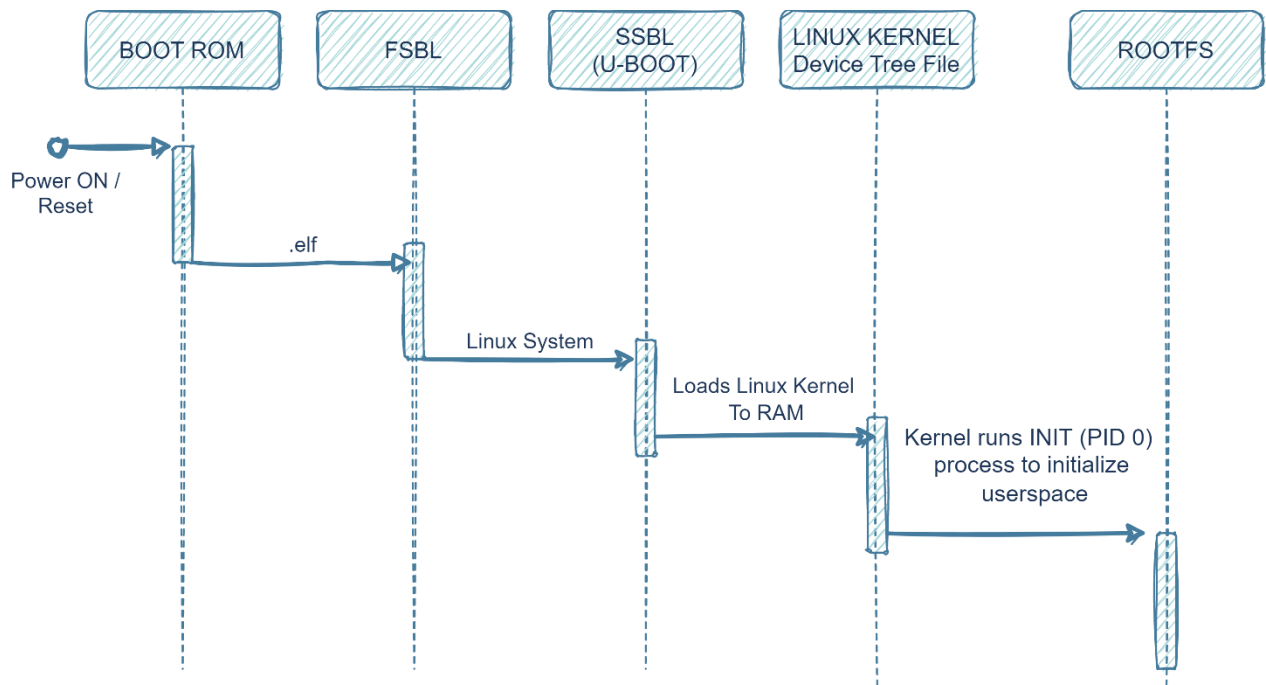 BOOT ROM
FSBL
SSBL
(U-BOOT)
LINUX KERNEL
Device Tree File
ROOTFS
Power ON /
Reset
.elf
Linux System
Loads Linux Kernel
To RAM
Kernel runs INIT (PID 0)
process to initialize
userspace